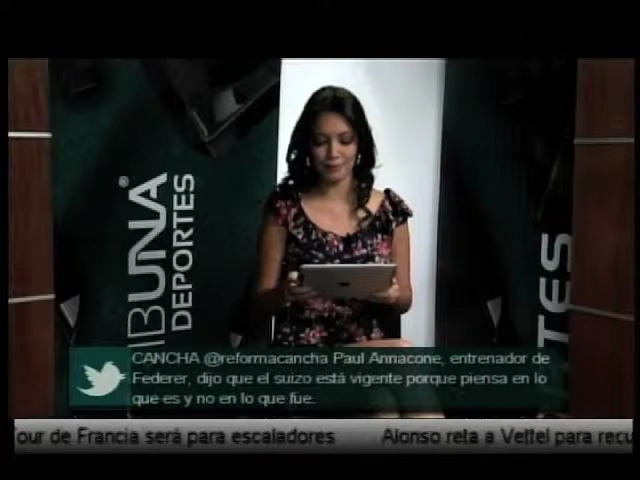 BUNA®
DEPORTES
TES
CANCHA @reformacancha Paul Annacone, entrenador de
Federer, dijo que el suizo está vigente porque piensa en lo
que es y no en lo que fue.
our de Francia será para escaladores Alonso reta a Vettel para recu